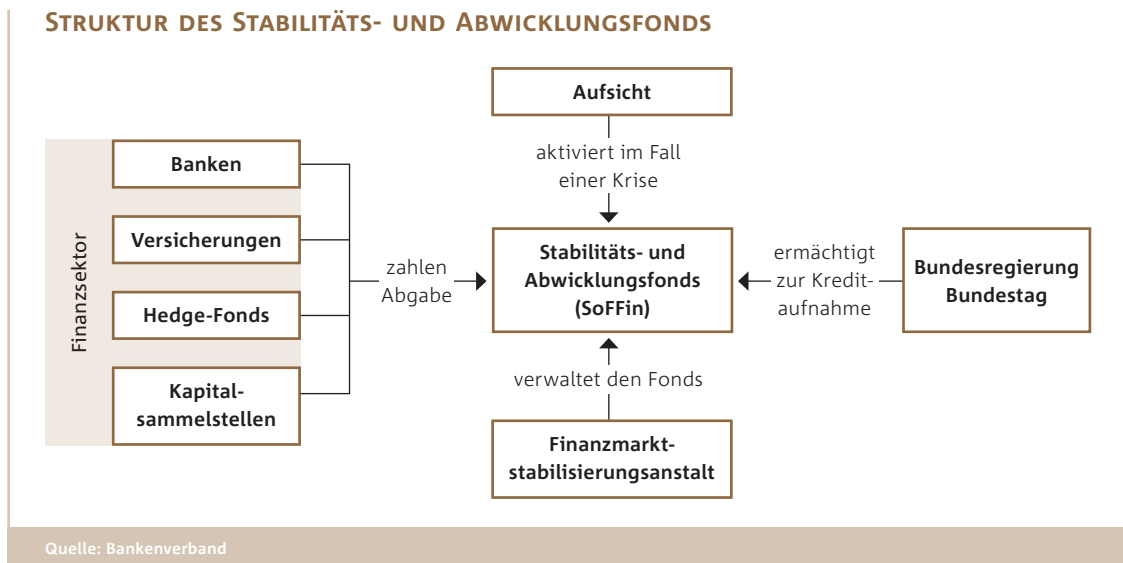 Struktur des Stabilitäts- und Abwicklungsfonds
Aufsicht
aktiviert im Fall
einer Krise
Finanzsektor
Banken
Versicherungen
Hedge-Fonds
Kapital-
sammelstellen
zahlen
Abgabe
Stabilitäts- und
Abwicklungsfonds
(SoFFin)
ermächtigt
zur Kredit-
aufnahme
Bundesregierung
Bundestag
verwaltet den Fonds
Finanzmarkt-
stabilisierungsanstalt
Quelle: Bankenverband